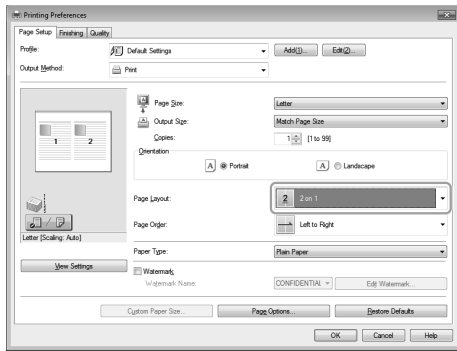 Printing Preferences
Page Setup Finishing Quality
Profile: Default Settings Add(1)... Edit(2)...
Output Method: Print
Page Size: Letter
Output Size: Match Page Size
Copies: 1 [1 to 99]
Orientation
A Portrait A Landscape
1 2
Page Layout: 2 2 on 1
Page Order: Left to Right
Letter [Scaling: Auto]
Paper Type: Plain Paper
View Settings
Watermark
Watermark Name: CONFIDENTIAL Edit Watermark...
Custom Paper Size... Page Options... Restore Defaults
OK Cancel Help